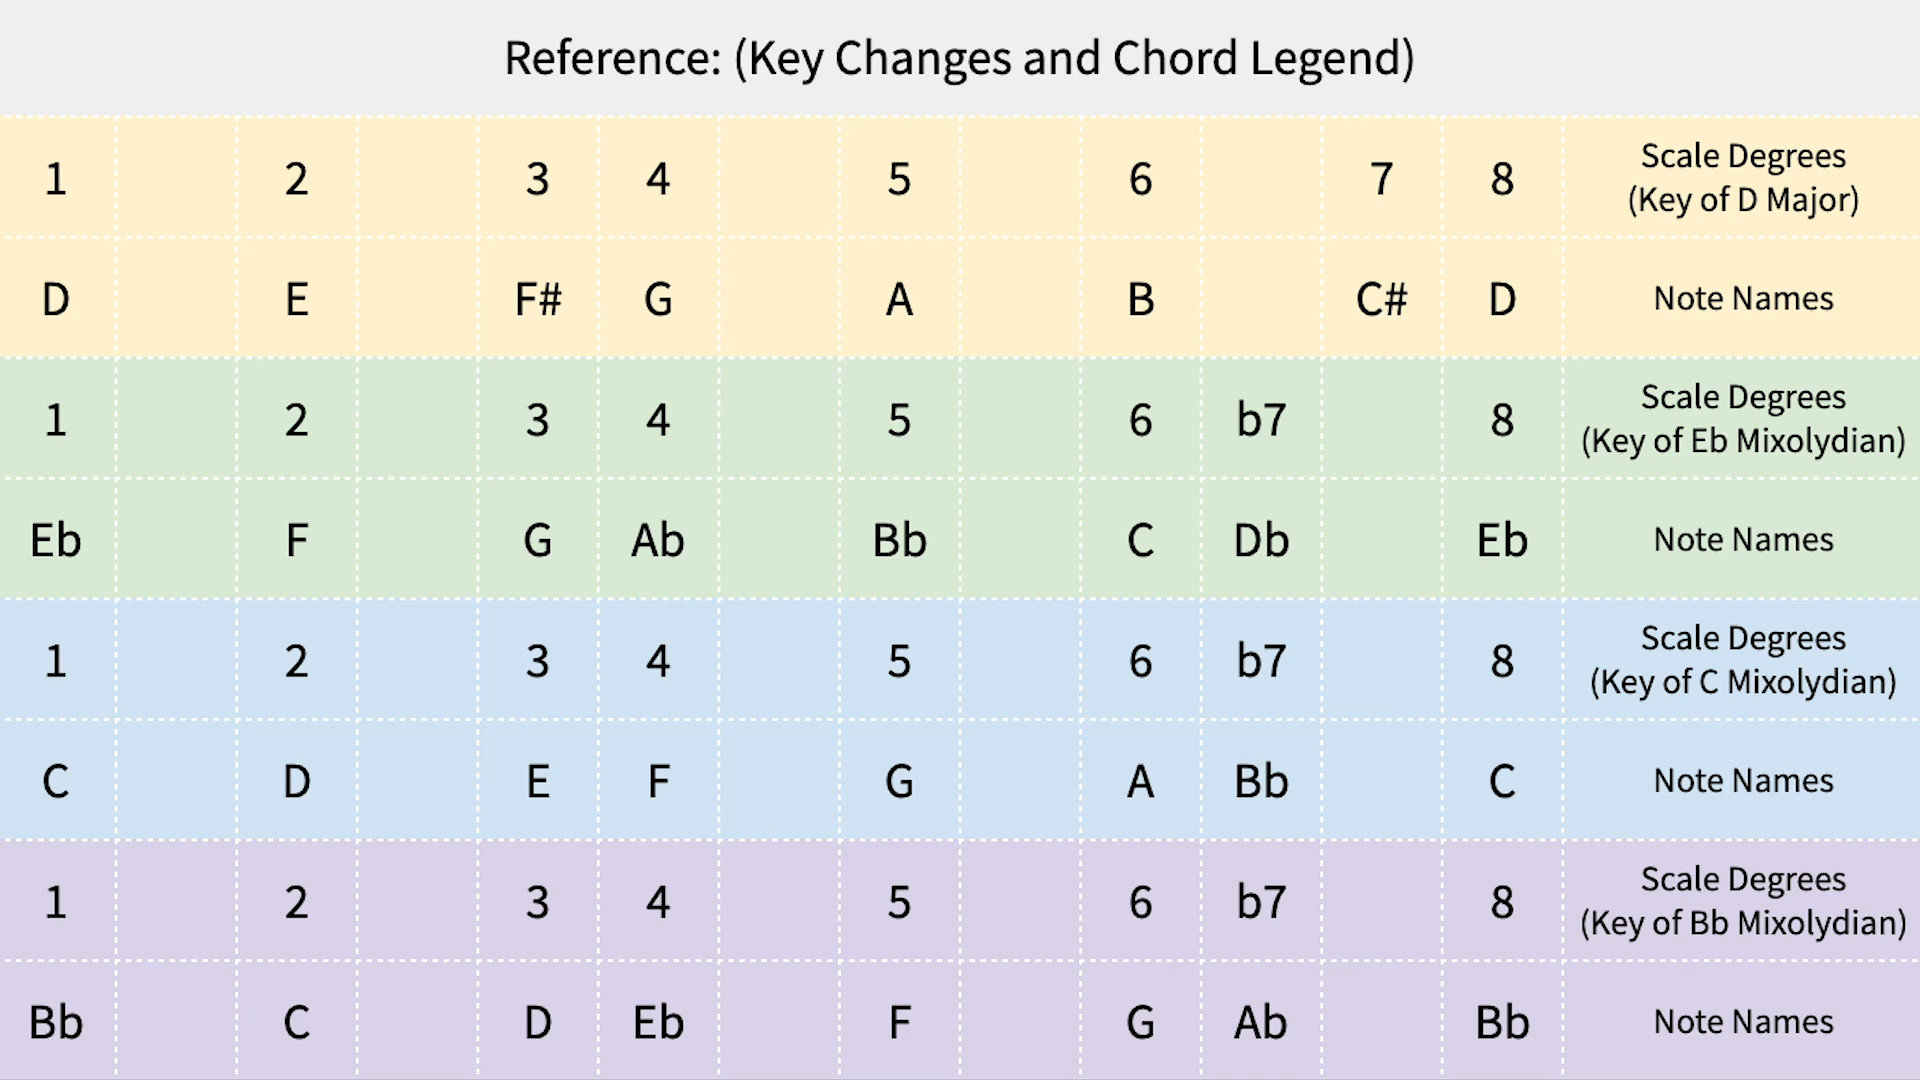 Reference: (Key Changes and Chord Legend)
1 2 3 4 5 6 7 8 Scale Degrees
(Key of D Major)
D E F# G A B C# D Note Names
1 2 3 4 5 6 b7 8 Scale Degrees
(Key of Eb Mixolydian)
Eb F G Ab Bb C Db Eb Note Names
1 2 3 4 5 6 b7 8 Scale Degrees
(Key of C Mixolydian)
C D E F G A Bb C Note Names
1 2 3 4 5 6 b7 8 Scale Degrees
(Key of Bb Mixolydian)
Bb C D Eb F G Ab Bb Note Names